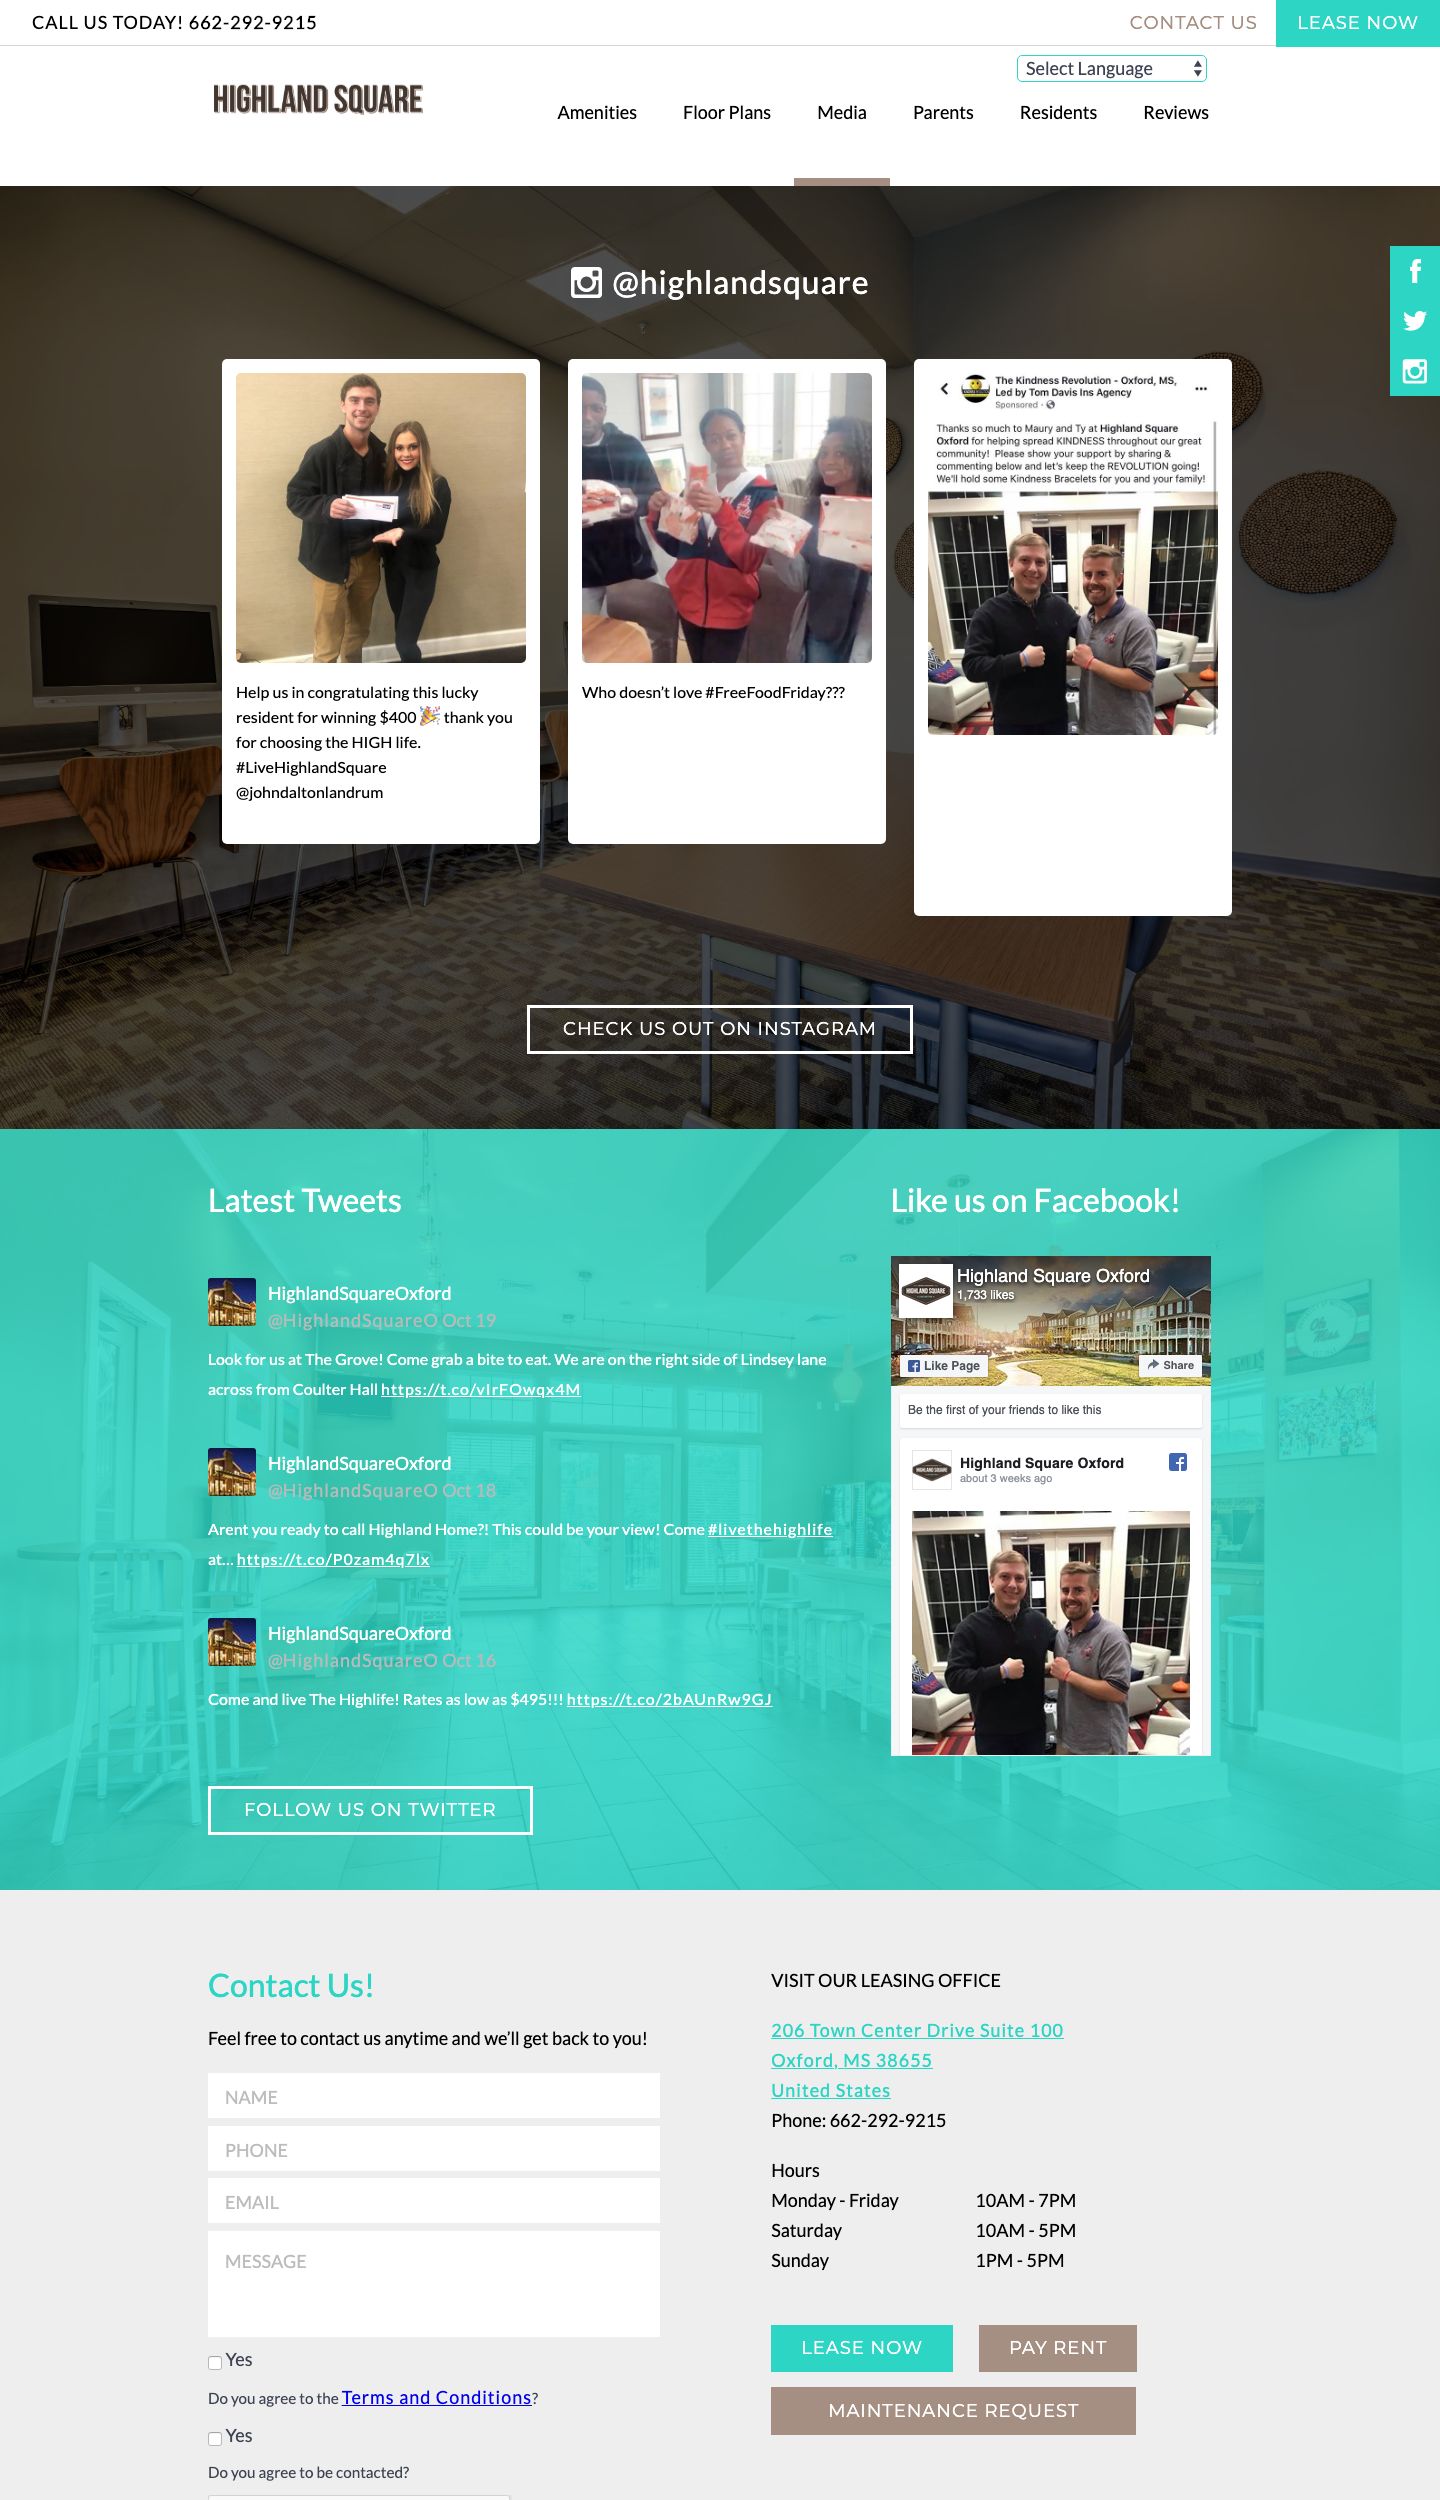 CALL US TODAY! 662-292-9215
CONTACT US
LEASE NOW
Select Language
HIGHLAND SQUARE
Amenities
Floor Plans
Media
Parents
Residents
Reviews
@highlandsquare
Help us in congratulating this lucky
resident for winning $400 🎉 thank you
for choosing the HIGH life.
#LiveHighlandSquare
@johndaltonlandrum
Who doesn’t love #FreeFoodFriday???
The Kindness Revolution - Oxford, MS,
Led by Tom Davis Ins Agency
Sponsored
Thanks so much to Maury and Ty at Highland Square
Oxford for helping spread KINDNESS throughout our great
community! Please show your support by sharing &
commenting below and let's keep the REVOLUTION going!
We'll hold some Kindness Bracelets for you and your family!
CHECK US OUT ON INSTAGRAM
Latest Tweets
HighlandSquareOxford
@HighlandSquareO Oct 19
Look for us at The Grove! Come grab a bite to eat. We are on the right side of Lindsey lane
across from Coulter Hall https://t.co/vIrFOwqx4M
HighlandSquareOxford
@HighlandSquareO Oct 18
Arent you ready to call Highland Home?! This could be your view! Come #livethehighlife
at... https://t.co/P0zam4q7lx
HighlandSquareOxford
@HighlandSquareO Oct 16
Come and live The Highlife! Rates as low as $495!!! https://t.co/2bAUnRw9GJ
FOLLOW US ON TWITTER
Like us on Facebook!
HIGHLAND SQUARE
Highland Square Oxford
1,733 likes
Like Page
Share
Be the first of your friends to like this
HIGHLAND SQUARE
Highland Square Oxford
about 3 weeks ago
Contact Us!
Feel free to contact us anytime and we’ll get back to you!
NAME
PHONE
EMAIL
MESSAGE
Yes
Do you agree to the Terms and Conditions?
Yes
Do you agree to be contacted?
VISIT OUR LEASING OFFICE
206 Town Center Drive Suite 100
Oxford, MS 38655
United States
Phone: 662-292-9215
Hours
Monday - Friday 10AM - 7PM
Saturday 10AM - 5PM
Sunday 1PM - 5PM
LEASE NOW
PAY RENT
MAINTENANCE REQUEST